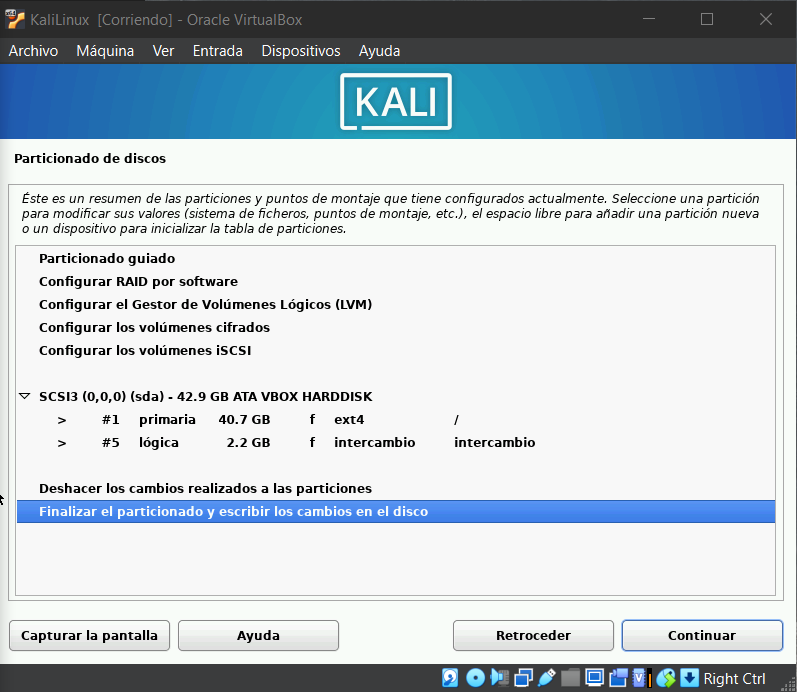 KaliLinux [Corriendo] - Oracle VirtualBox
Archivo Máquina Ver Entrada Dispositivos Ayuda
KALI
Particionado de discos
Éste es un resumen de las particiones y puntos de montaje que tiene configurados actualmente. Seleccione una partición
para modificar sus valores (sistema de ficheros, puntos de montaje, etc.), el espacio libre para añadir una partición nueva
o un dispositivo para inicializar la tabla de particiones.
Particionado guiado
Configurar RAID por software
Configurar el Gestor de Volúmenes Lógicos (LVM)
Configurar los volúmenes cifrados
Configurar los volúmenes iSCSI
SCSI3 (0,0,0) (sda) - 42.9 GB ATA VBOX HARDDISK
> #1 primaria 40.7 GB f ext4 /
> #5 lógica 2.2 GB f intercambio intercambio
Deshacer los cambios realizados a las particiones
Finalizar el particionado y escribir los cambios en el disco
Capturar la pantalla Ayuda Retroceder Continuar
Right Ctrl